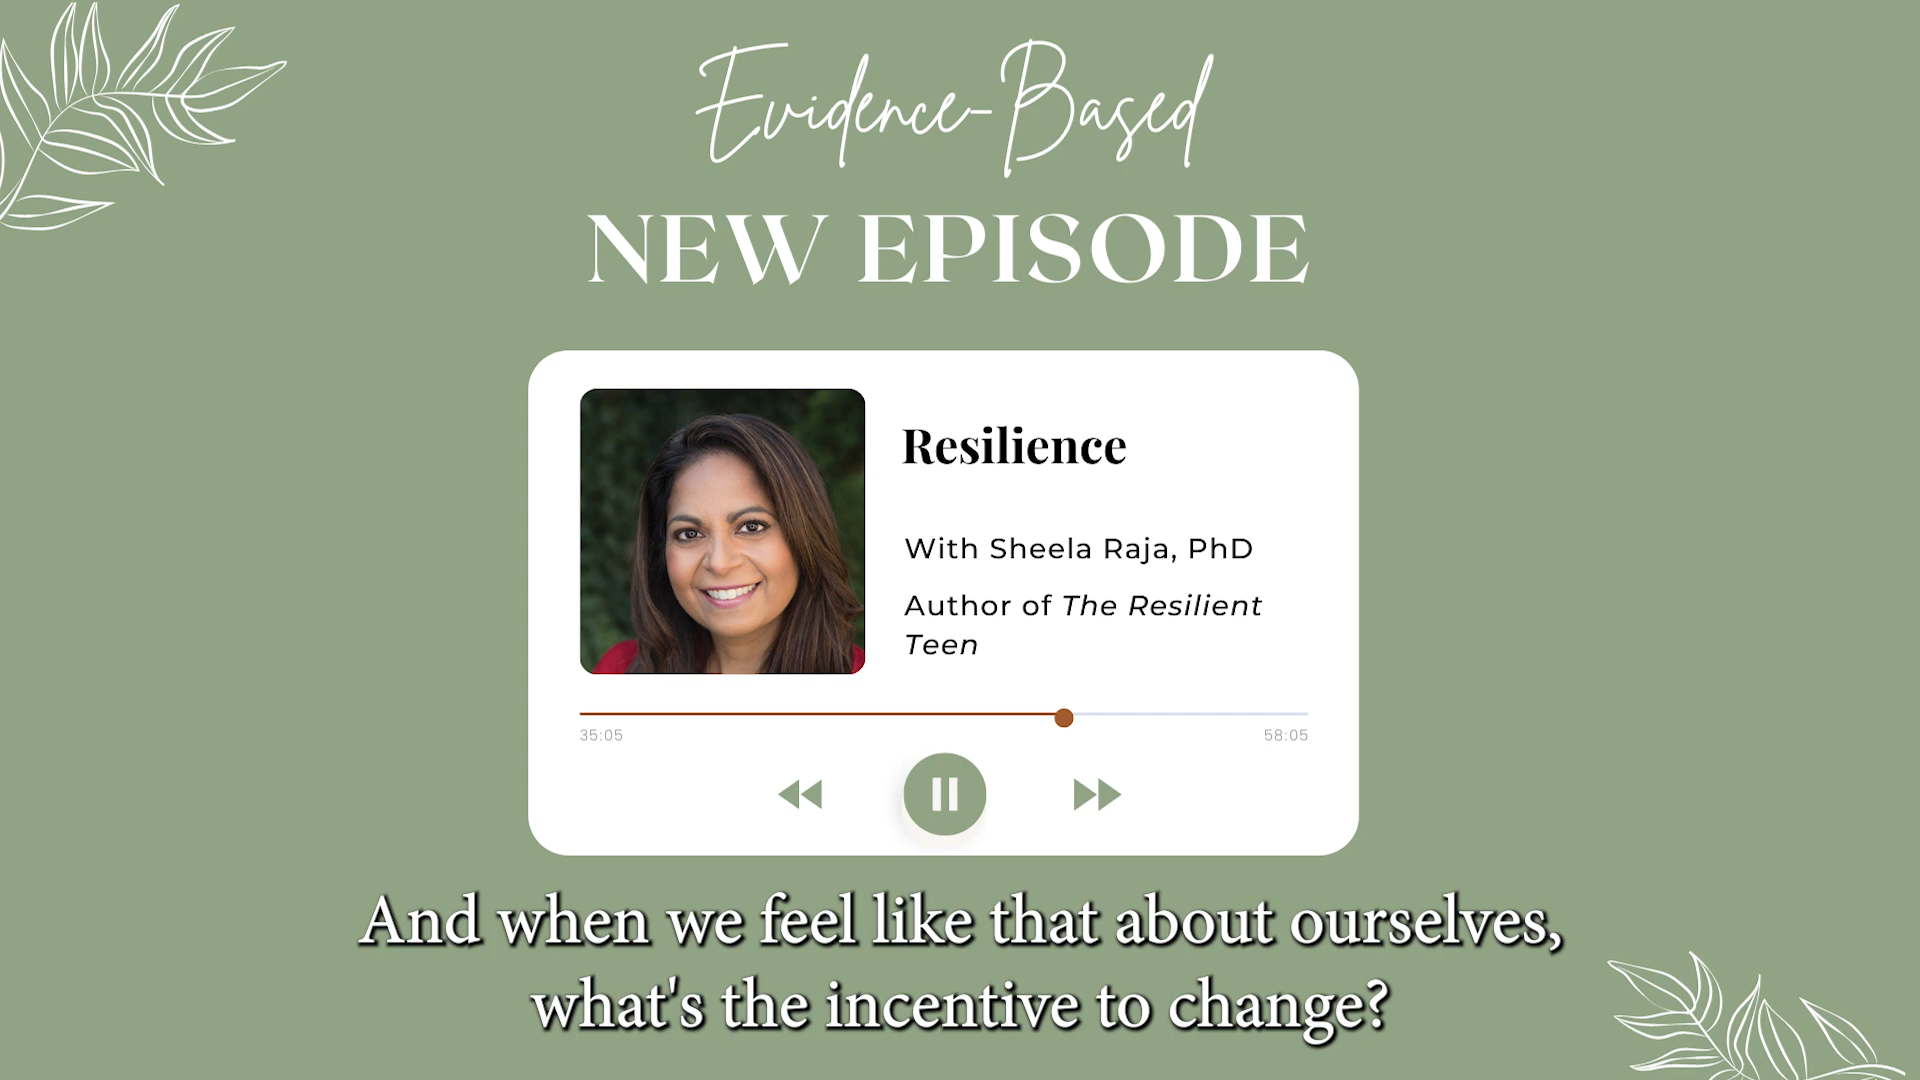 Evidence-Based
NEW EPISODE
Resilience
With Sheela Raja, PhD
Author of The Resilient
Teen
35:05
58:05
And when we feel like that about ourselves,
what's the incentive to change?